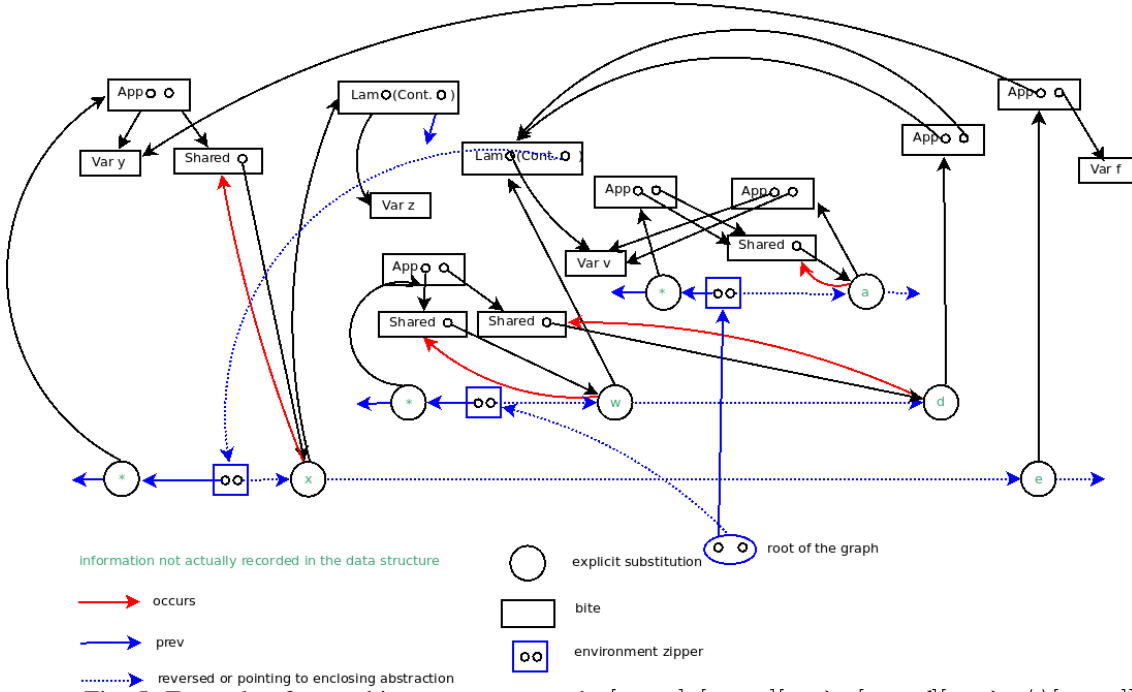 App
App
Lam (Cont. )
App
Var y
Shared
Lam (Cont. )
Var f
App
App
Var z
Shared
Var v
App
*
a
Shared
Shared
*
w
d
*
x
e
root of the graph
information not actually recorded in the data structure
explicit substitution
occurs
bite
prev
environment zipper
reversed or pointing to enclosing abstraction